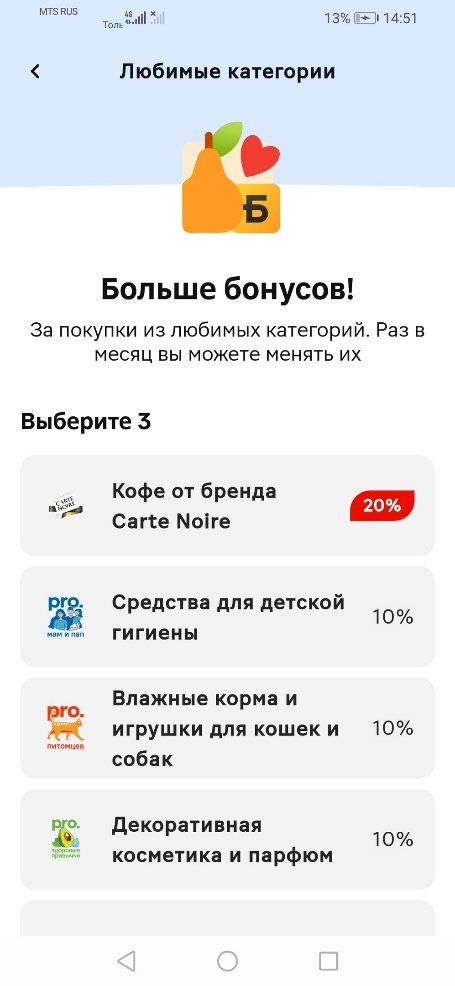 MTS RUS
Толь
4G
13%
14:51
Любимые категории
Б
Больше бонусов!
За покупки из любимых категорий. Раз в
месяц вы можете менять их
Выберите 3
CARTE
NOIRE
Кофе от бренда
Carte Noire
20%
pro.
мам и пап
Средства для детской
гигиены
10%
pro.
питомцев
Влажные корма и
игрушки для кошек и
собак
10%
pro.
здоровые
привычки
Декоративная
косметика и парфюм
10%